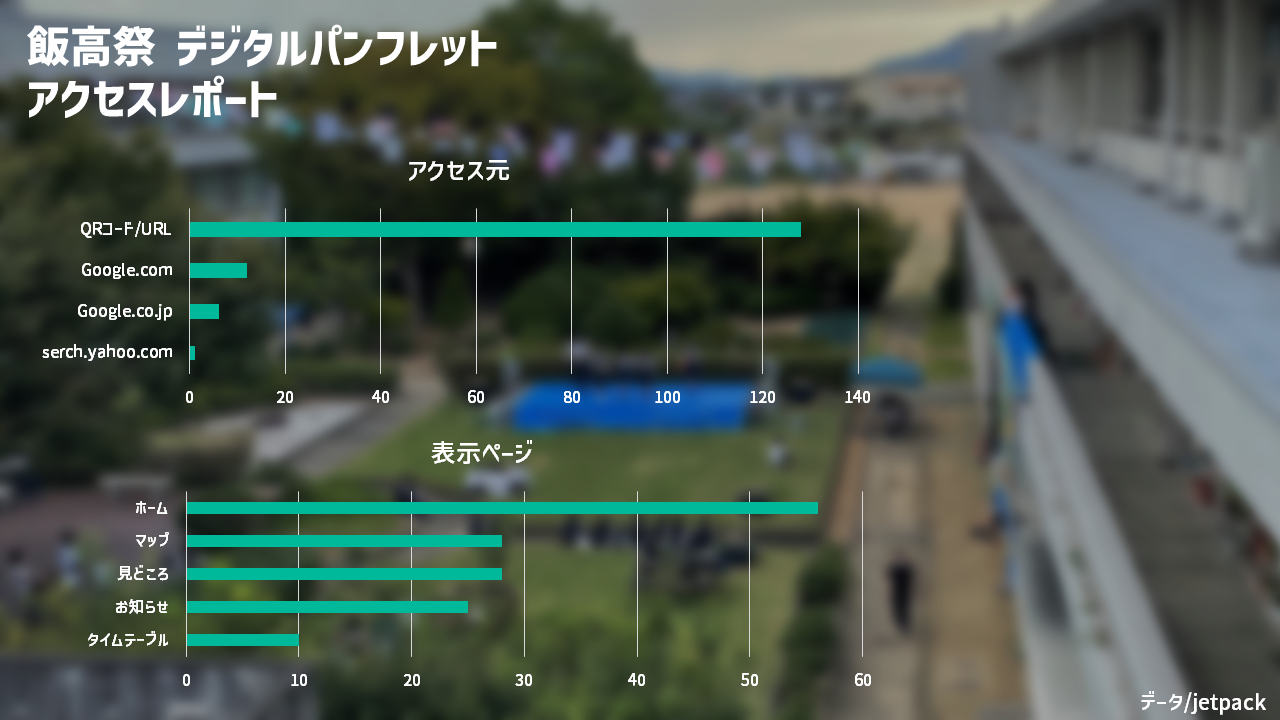 飯高祭 デジタルパンフレット
アクセスレポート
アクセス元
QRコード/URL
Google.com
Google.co.jp
serch.yahoo.com
0 20 40 60 80 100 120 140
表示ページ
ホーム
マップ
見どころ
お知らせ
タイムテーブル
0 10 20 30 40 50 60
データ/jetpack